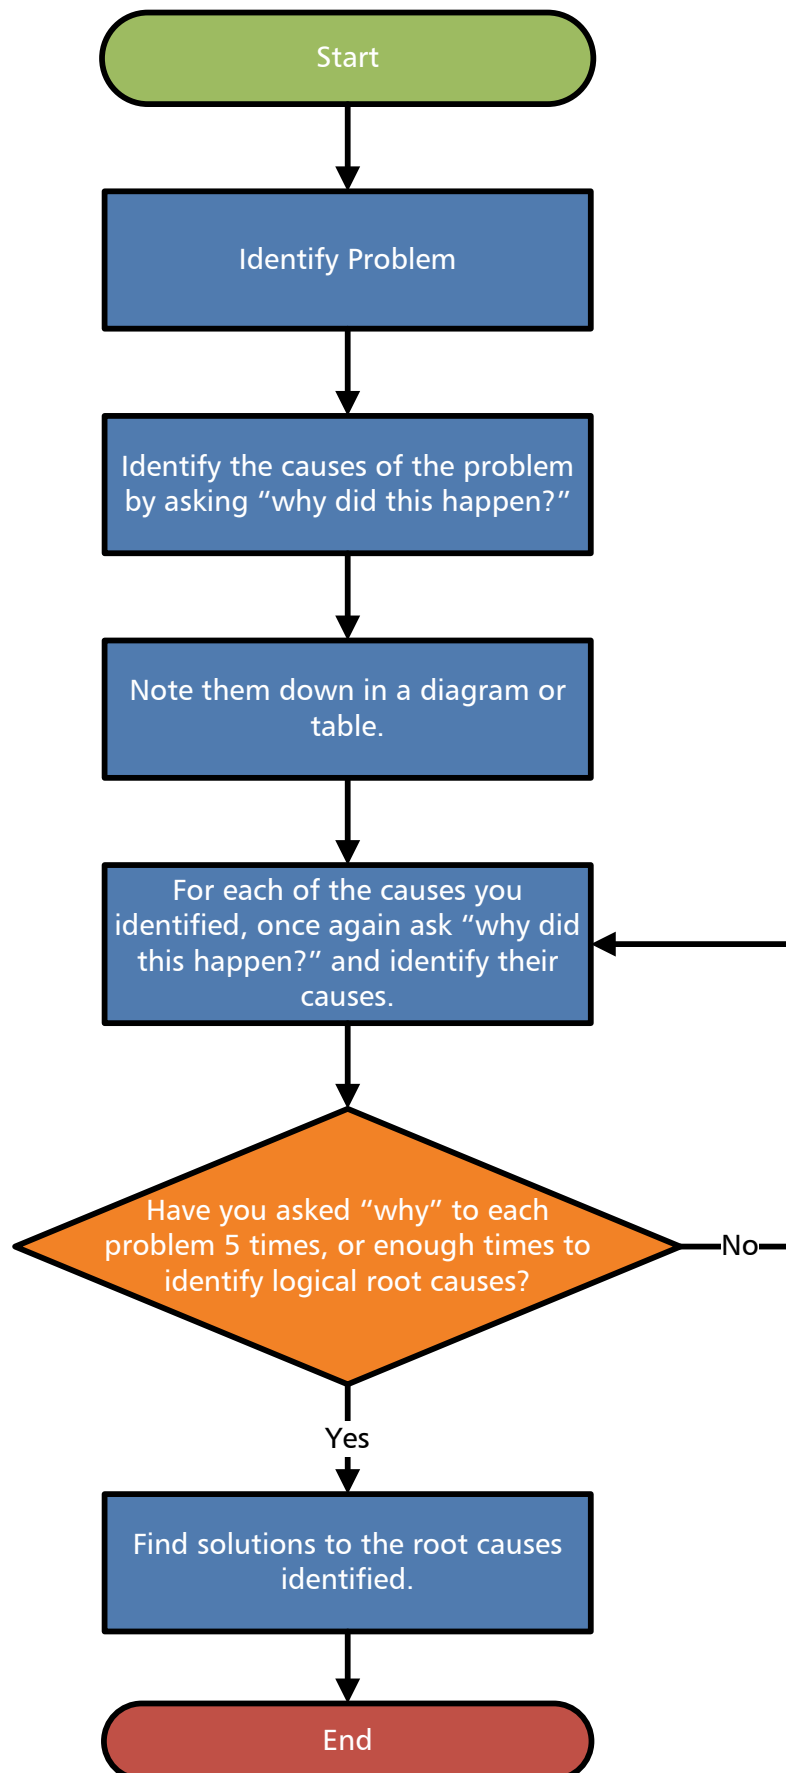 Start
Identify Problem
Identify the causes of the problem
by asking “why did this happen?”
Note them down in a diagram or
table.
For each of the causes you
identified, once again ask “why did
this happen?” and identify their
causes.
Have you asked “why” to each
problem 5 times, or enough times to
identify logical root causes?
No
Yes
Find solutions to the root causes
identified.
End